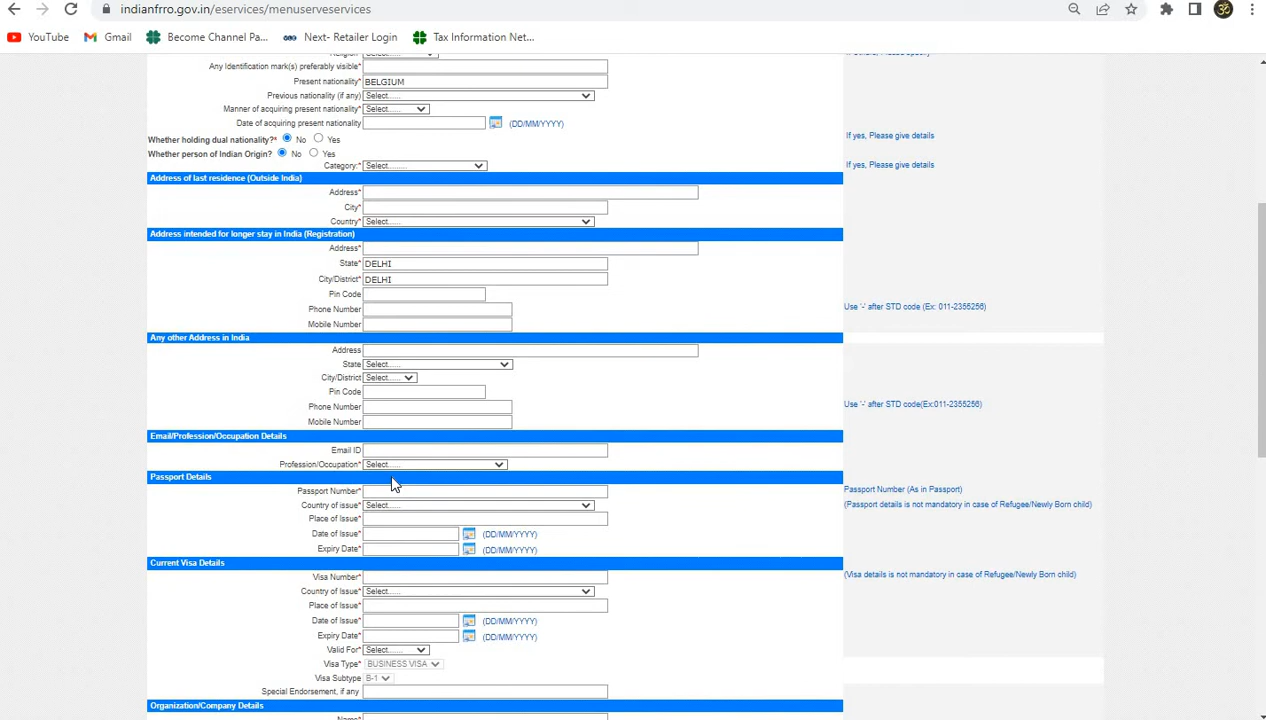 indianfrro.gov.in/eservices/menuserveservices
ॐ
YouTube Gmail Become Channel Pa... Next- Retailer Login Tax Information Net...
Any Identification mark(s) preferably visible*
Present nationality* BELGIUM
Previous nationality (if any) Select......
Manner of acquiring present nationality* Select......
Date of acquiring present nationality (DD/MM/YYYY)
Whether holding dual nationality?* No Yes If yes, Please give details
Whether person of Indian Origin? No Yes
Category:* Select......... If yes, Please give details
Address of last residence (Outside India)
Address*
City*
Country* Select......
Address intended for longer stay in India (Registration)
Address*
State* DELHI
City/District* DELHI
Pin Code
Phone Number Use '-' after STD code (Ex: 011-2355256)
Mobile Number
Any other Address in India
Address
State Select......
City/District Select......
Pin Code
Phone Number Use '-' after STD code(Ex:011-2355256)
Mobile Number
Email/Profession/Occupation Details
Email ID
Profession/Occupation* Select......
Passport Details
Passport Number* Passport Number (As in Passport)
Country of issue* Select...... (Passport details is not mandatory in case of Refugee/Newly Born child)
Place of Issue*
Date of Issue* (DD/MM/YYYY)
Expiry Date* (DD/MM/YYYY)
Current Visa Details
Visa Number* (Visa details is not mandatory in case of Refugee/Newly Born child)
Country of Issue* Select......
Place of Issue*
Date of Issue* (DD/MM/YYYY)
Expiry Date* (DD/MM/YYYY)
Valid For* Select......
Visa Type* BUSINESS VISA
Visa Subtype B-1
Special Endorsement, if any
Organization/Company Details
Name*